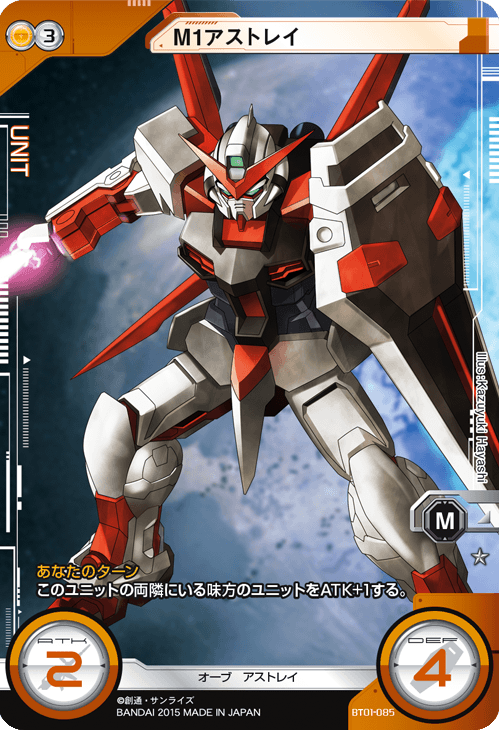 3
M1アストレイ
UNIT
Illus:Kazuyuki Hayashi
M
あなたのターン
このユニットの両隣にいる味方のユニットをATK+1する。
ATK
2
DEF
4
オーブ アストレイ
©創通・サンライズ
BANDAI 2015 MADE IN JAPAN
BT01-085